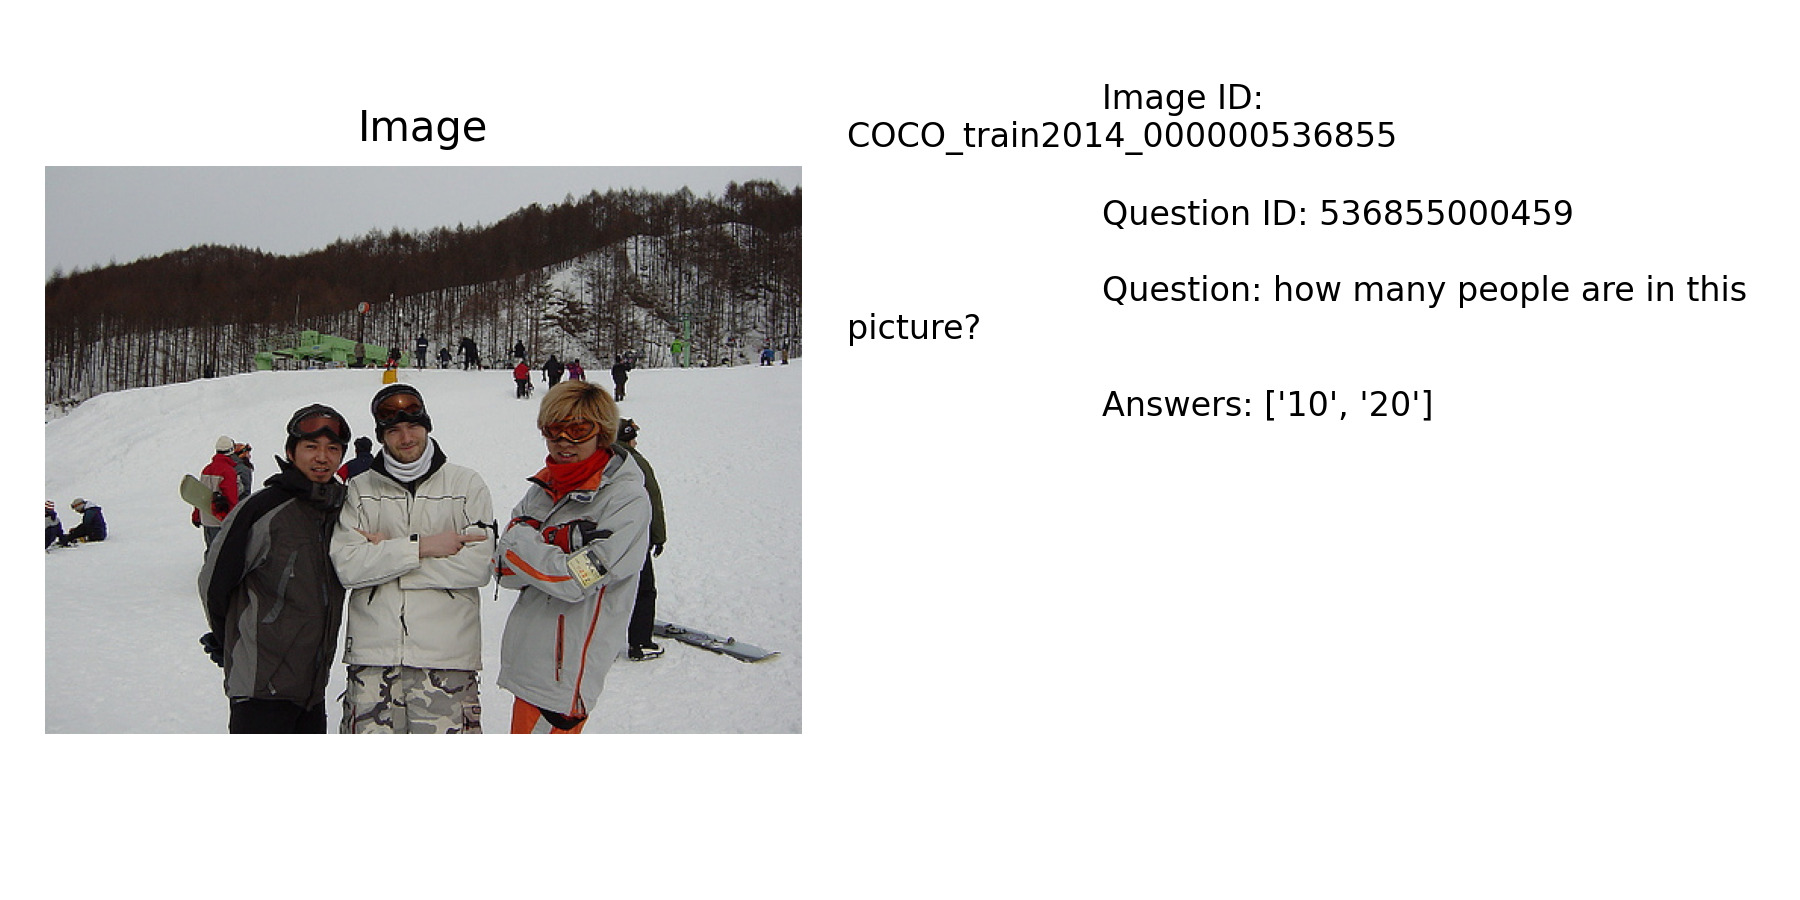 Image
Image ID:
COCO_train2014_000000536855
Question ID: 536855000459
Question: how many people are in this
picture?
Answers: ['10', '20']